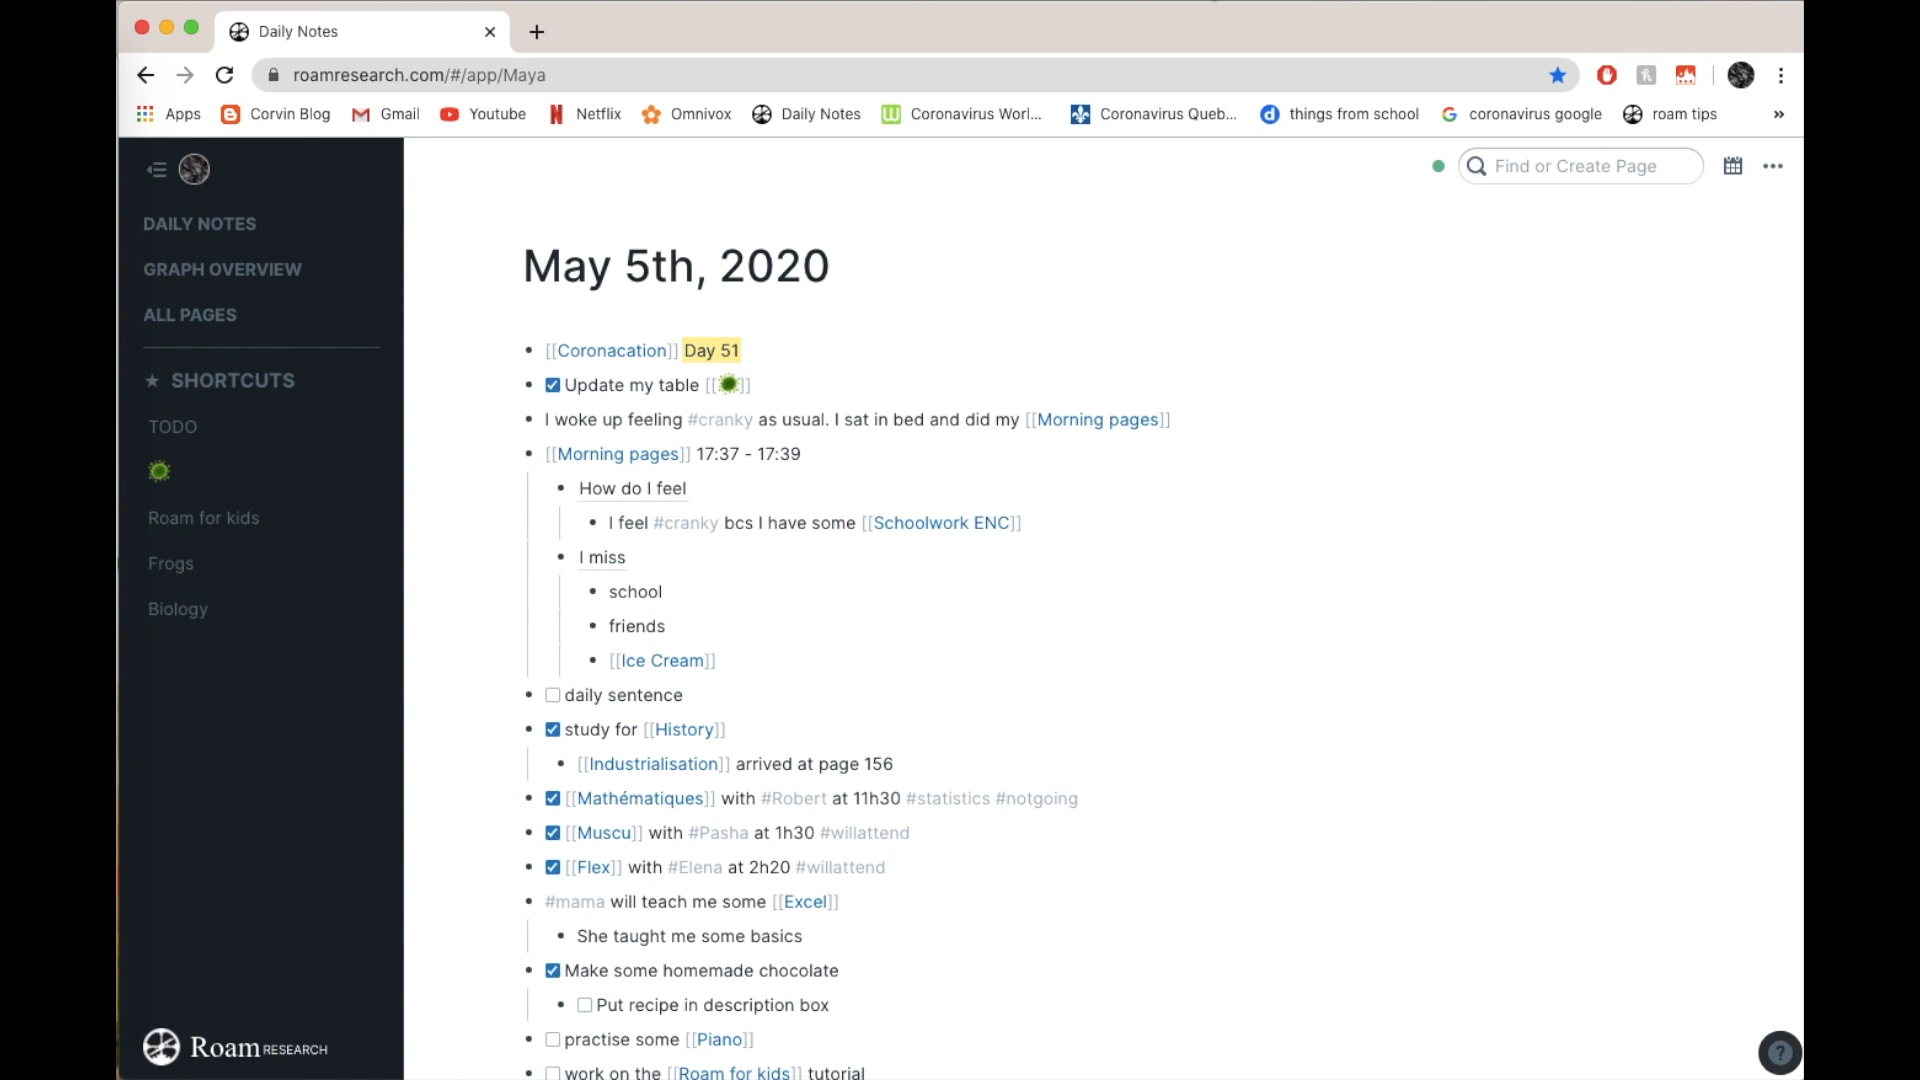 Daily Notes
roamresearch.com/#/app/Maya
Apps Corvin Blog Gmail Youtube Netflix Omnivox Daily Notes Coronavirus Worl... Coronavirus Queb... things from school coronavirus google roam tips »
Find or Create Page
DAILY NOTES
GRAPH OVERVIEW
ALL PAGES
SHORTCUTS
TODO
Roam for kids
Frogs
Biology
Roam RESEARCH
May 5th, 2020
[[Coronacation]] Day 51
Update my table [[🦠]]
I woke up feeling #cranky as usual. I sat in bed and did my [[Morning pages]]
[[Morning pages]] 17:37 - 17:39
How do I feel
I feel #cranky bcs I have some [[Schoolwork ENC]]
I miss
school
friends
[[Ice Cream]]
daily sentence
study for [[History]]
[[Industrialisation]] arrived at page 156
[[Mathématiques]] with #Robert at 11h30 #statistics #notgoing
[[Muscu]] with #Pasha at 1h30 #willattend
[[Flex]] with #Elena at 2h20 #willattend
#mama will teach me some [[Excel]]
She taught me some basics
Make some homemade chocolate
Put recipe in description box
practise some [[Piano]]
work on the [[Roam for kids]] tutorial